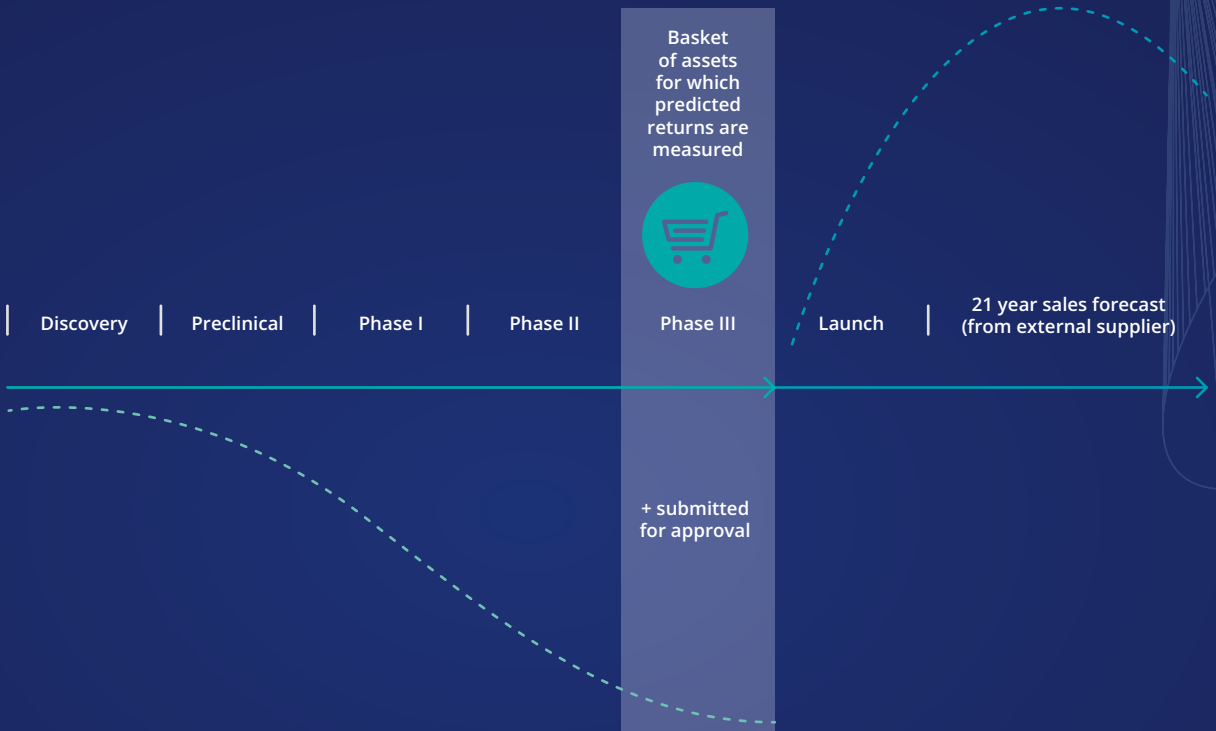 Basket
of assets
for which
predicted
returns are
measured
Discovery
Preclinical
Phase I
Phase II
Phase III
Launch
21 year sales forecast
(from external supplier)
+ submitted
for approval